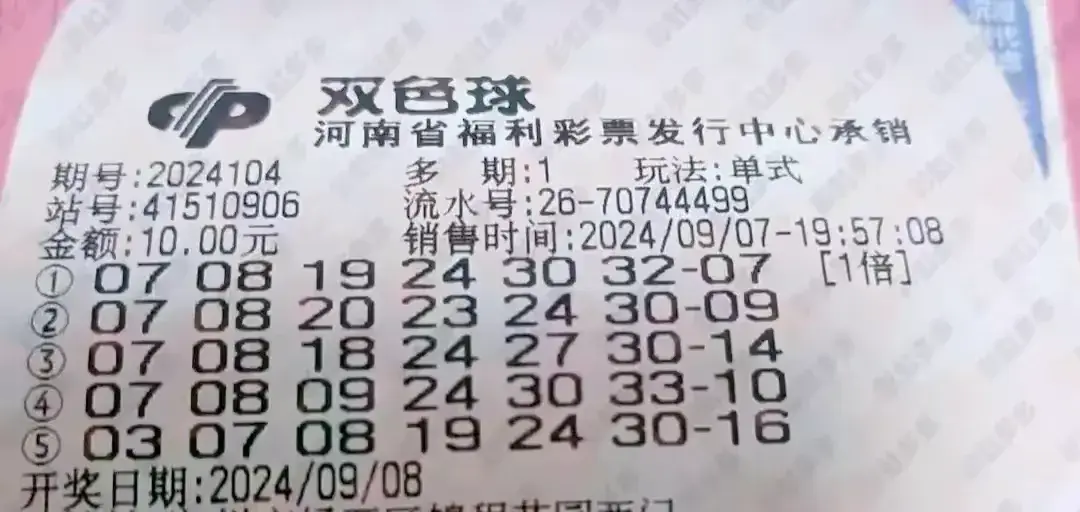 双色球
河南省福利彩票发行中心承销
期号:2024104 多 期:1 玩法:单式
站号:41510906 流水号:26-70744499
金额:10.00元 销售时间:2024/09/07-19:57:08
① 07 08 19 24 30 32-07 [1倍]
② 07 08 20 23 24 30-09
③ 07 08 18 24 27 30-14
④ 07 08 09 24 30 33-10
⑤ 03 07 08 19 24 30-16
开奖日期:2024/09/08